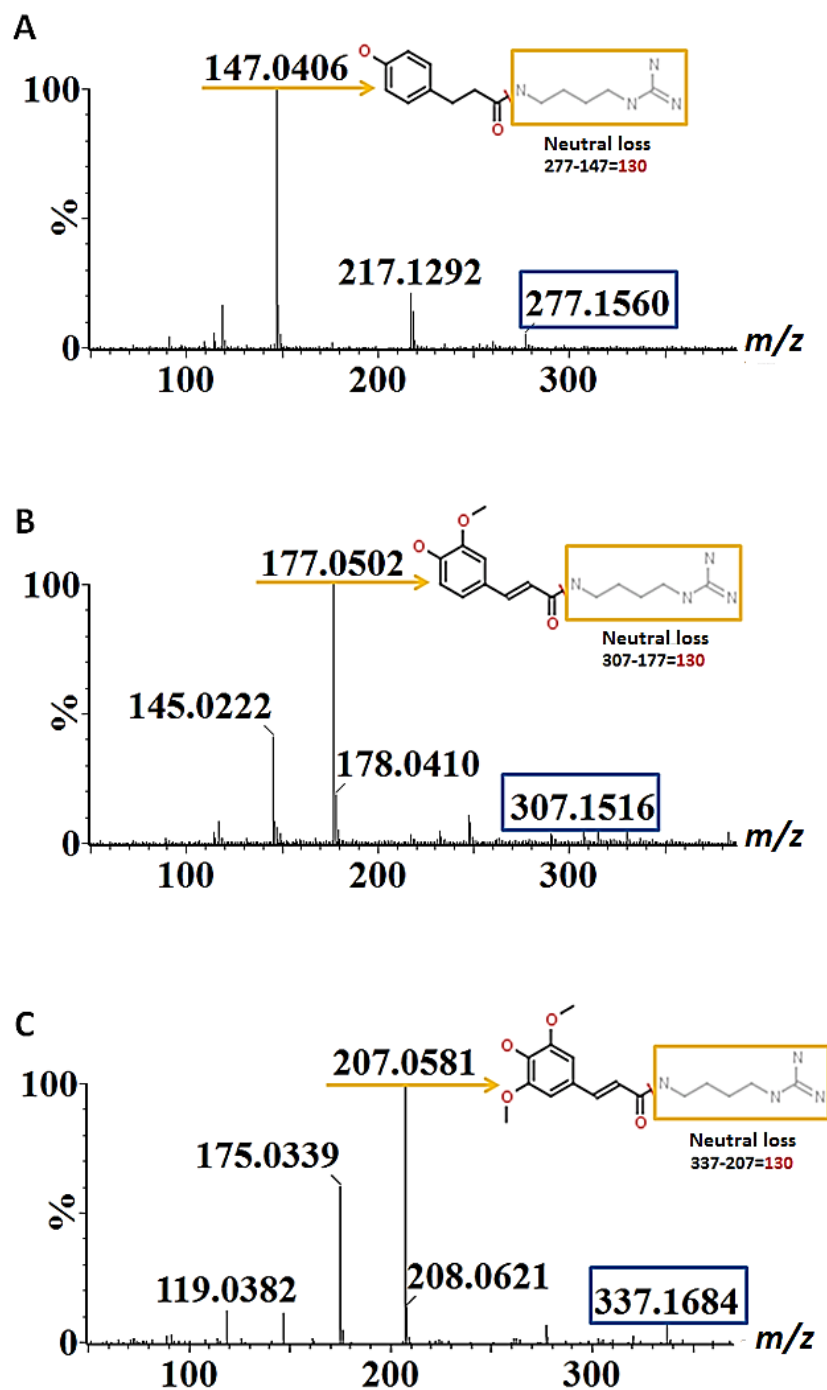 A
147.0406
100
O
N
N
N
N
O
Neutral loss
277-147=130
%
217.1292
277.1560
m/z
0
100
200
300
B
O
177.0502
O
100
N
N
N
N
O
Neutral loss
307-177=130
145.0222
%
178.0410
307.1516
m/z
0
100
200
300
C
O
207.0581
O
N
N
N
N
100
O
O
Neutral loss
337-207=130
175.0339
%
119.0382
208.0621
337.1684
m/z
0
100
200
300